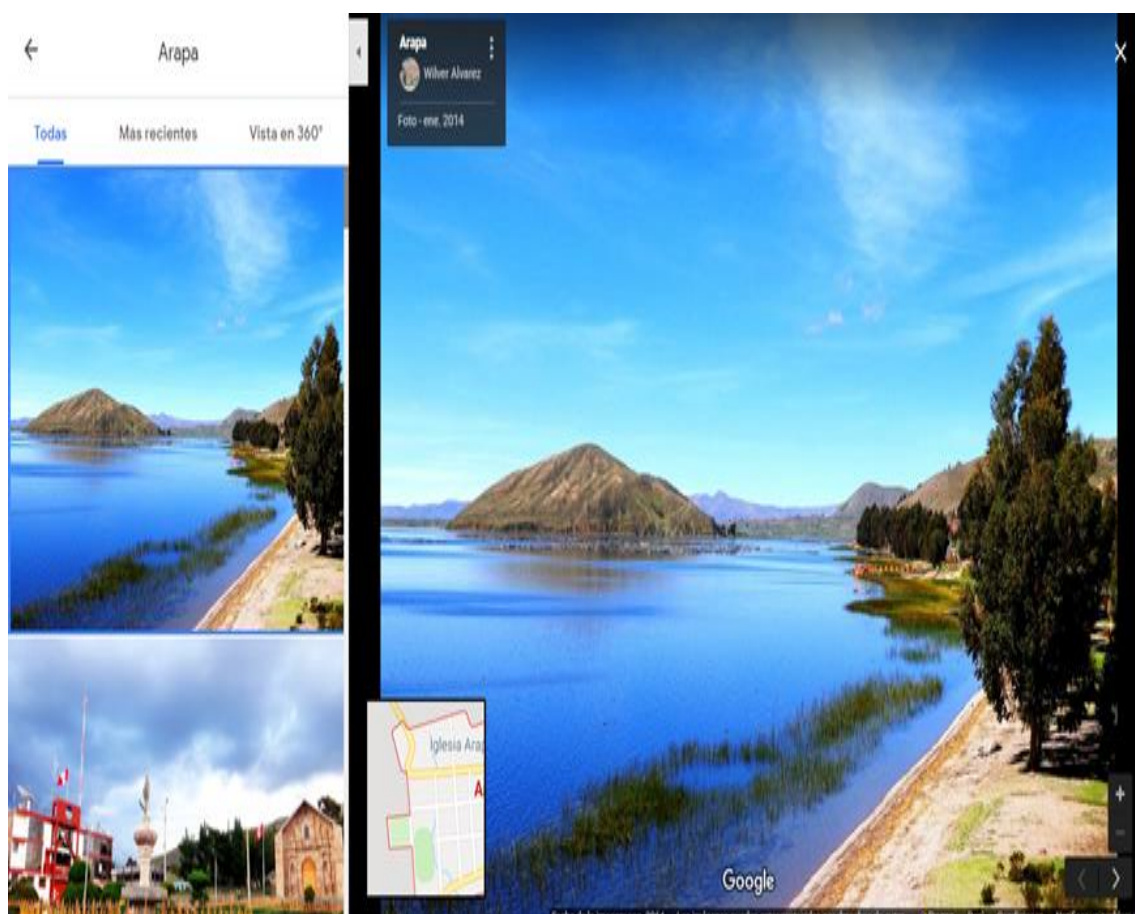 Arapa
Todas
Mas recientes
Vista en 360°
Arapa
Wilver Alvarez
Foto - ene. 2014
Iglesia Arap
A
Google